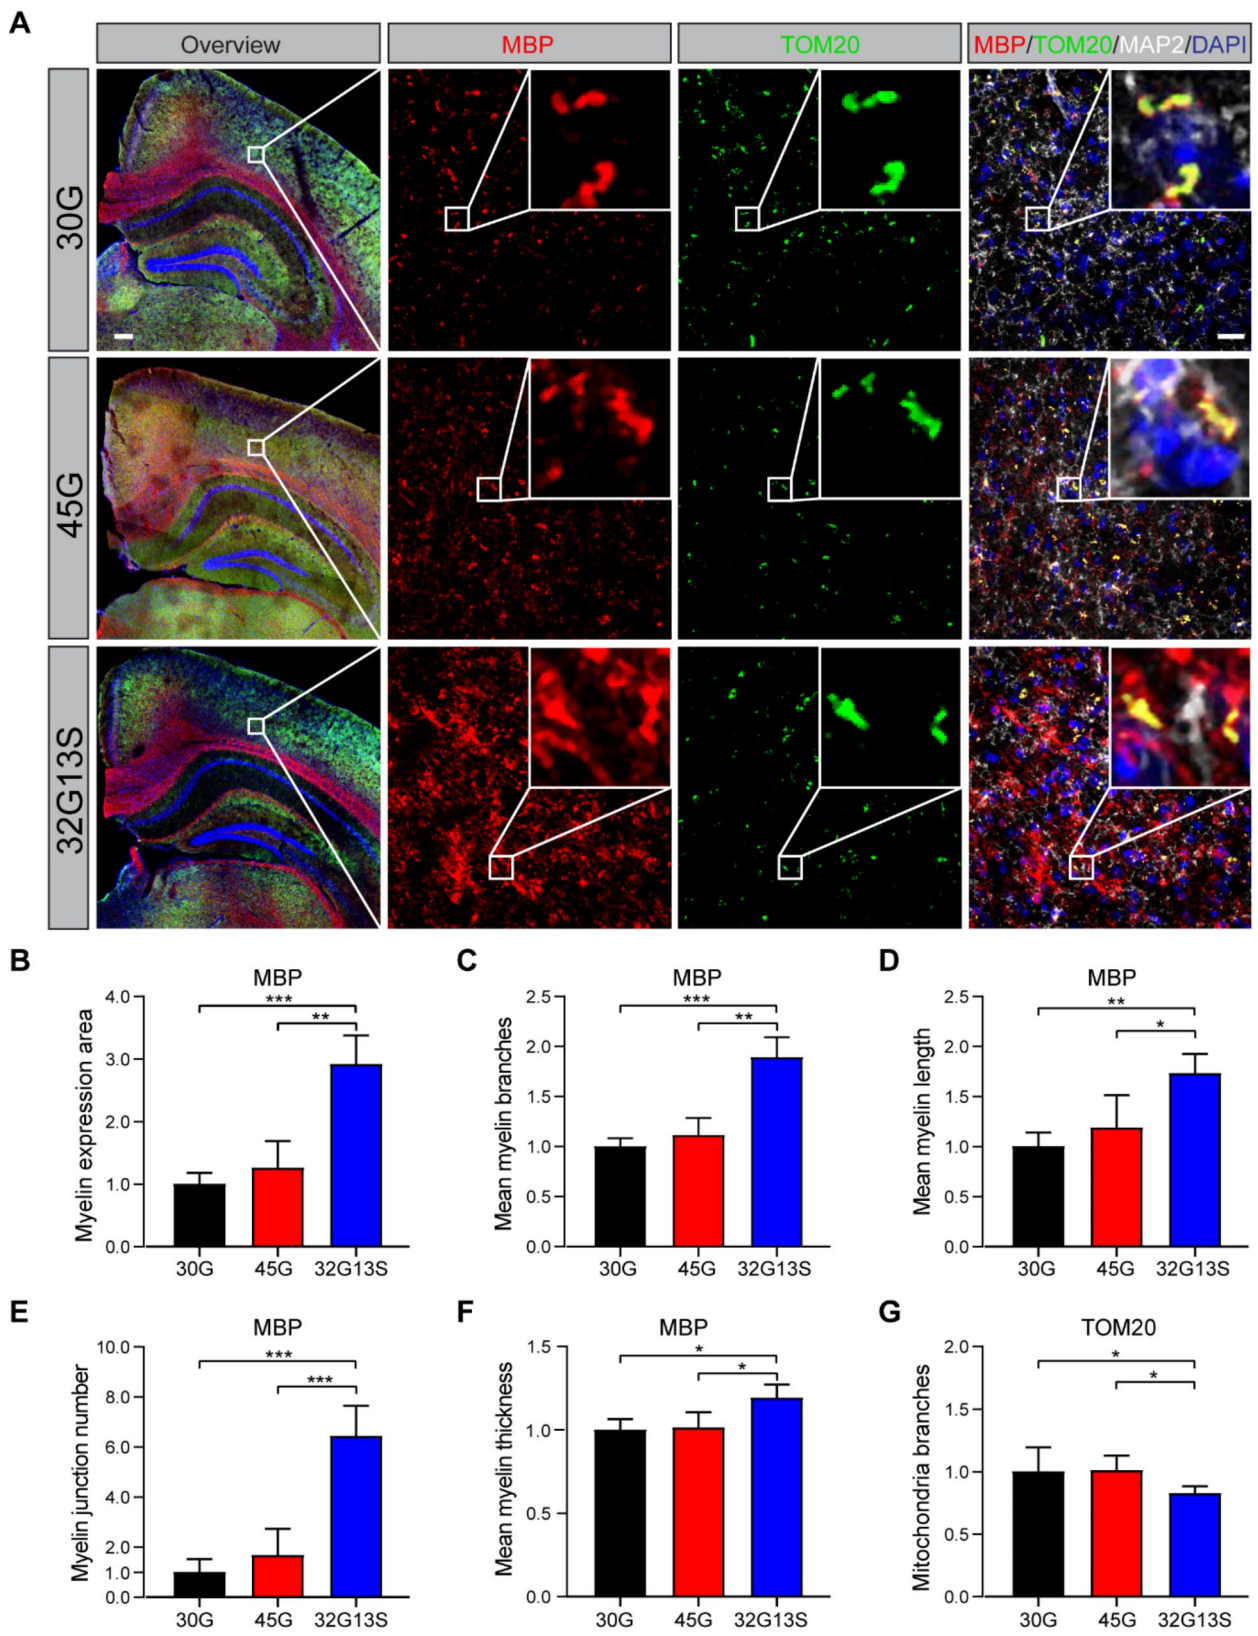 A
Overview
MBP
TOM20
MBP/TOM20/MAP2/DAPI
30G
45G
32G13S
B
MBP
Myelin expression area
4.0
3.0
2.0
1.0
0.0
***
**
30G
45G
32G13S
C
MBP
Mean myelin branches
2.5
2.0
1.5
1.0
0.5
0.0
***
**
30G
45G
32G13S
D
MBP
Mean myelin length
2.5
2.0
1.5
1.0
0.5
0.0
**
*
30G
45G
32G13S
E
MBP
Myelin junction number
10.0
8.0
6.0
4.0
2.0
1.0
0.0
***
***
30G
45G
32G13S
F
MBP
Mean myelin thickness
1.5
1.0
0.5
0.0
*
*
30G
45G
32G13S
G
TOM20
Mitochondria branches
2.0
1.5
1.0
0.5
0.0
*
*
30G
45G
32G13S